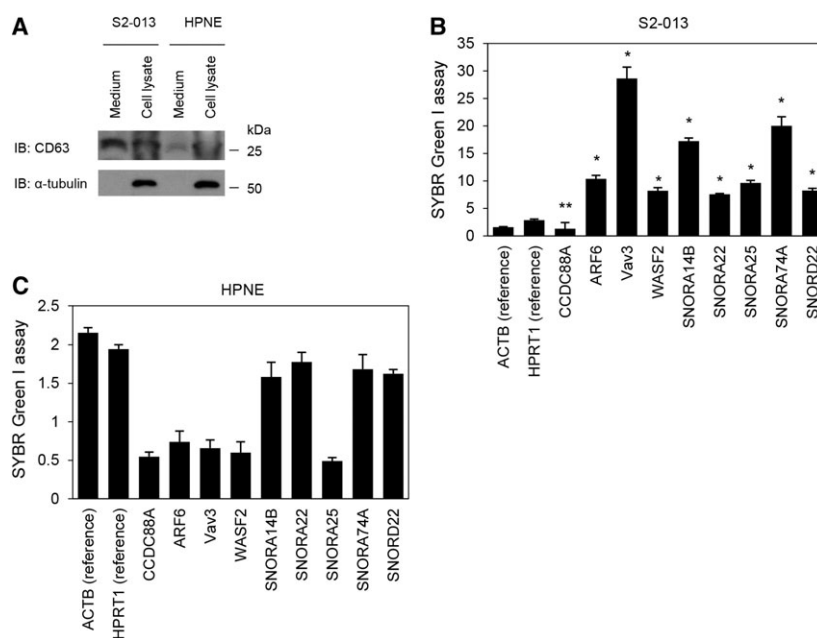 A
S2-013
HPNE
Medium
Cell lysate
Medium
Cell lysate
kDa
IB: CD63
25
IB: α-tubulin
50
B
S2-013
SYBR Green I assay
35
30
25
20
15
10
5
0
*
*
*
*
*
*
*
*
**
ACTB (reference)
HPRT1 (reference)
CCDC88A
ARF6
Vav3
WASF2
SNORA14B
SNORA22
SNORA25
SNORA74A
SNORD22
C
HPNE
SYBR Green I assay
2.5
2
1.5
1
0.5
0
ACTB (reference)
HPRT1 (reference)
CCDC88A
ARF6
Vav3
WASF2
SNORA14B
SNORA22
SNORA25
SNORA74A
SNORD22